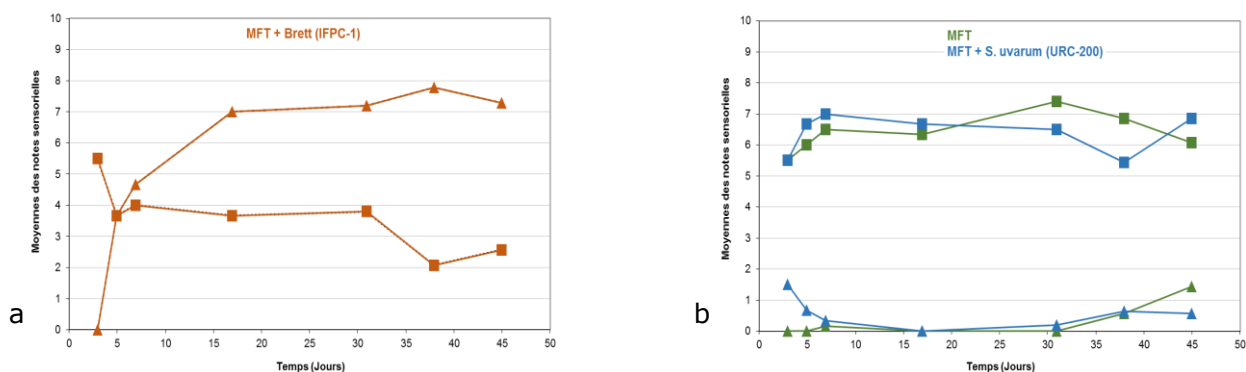 MFT + Brett (IFPC-1)
Moyennes des notes sensorielles
10
9
8
7
6
5
4
3
2
1
0
0 5 10 15 20 25 30 35 40 45 50
Temps (Jours)
a
MFT
MFT + S. uvarum (URC-200)
Moyennes des notes sensorielles
10
9
8
7
6
5
4
3
2
1
0
0 5 10 15 20 25 30 35 40 45 50
Temps (Jours)
b